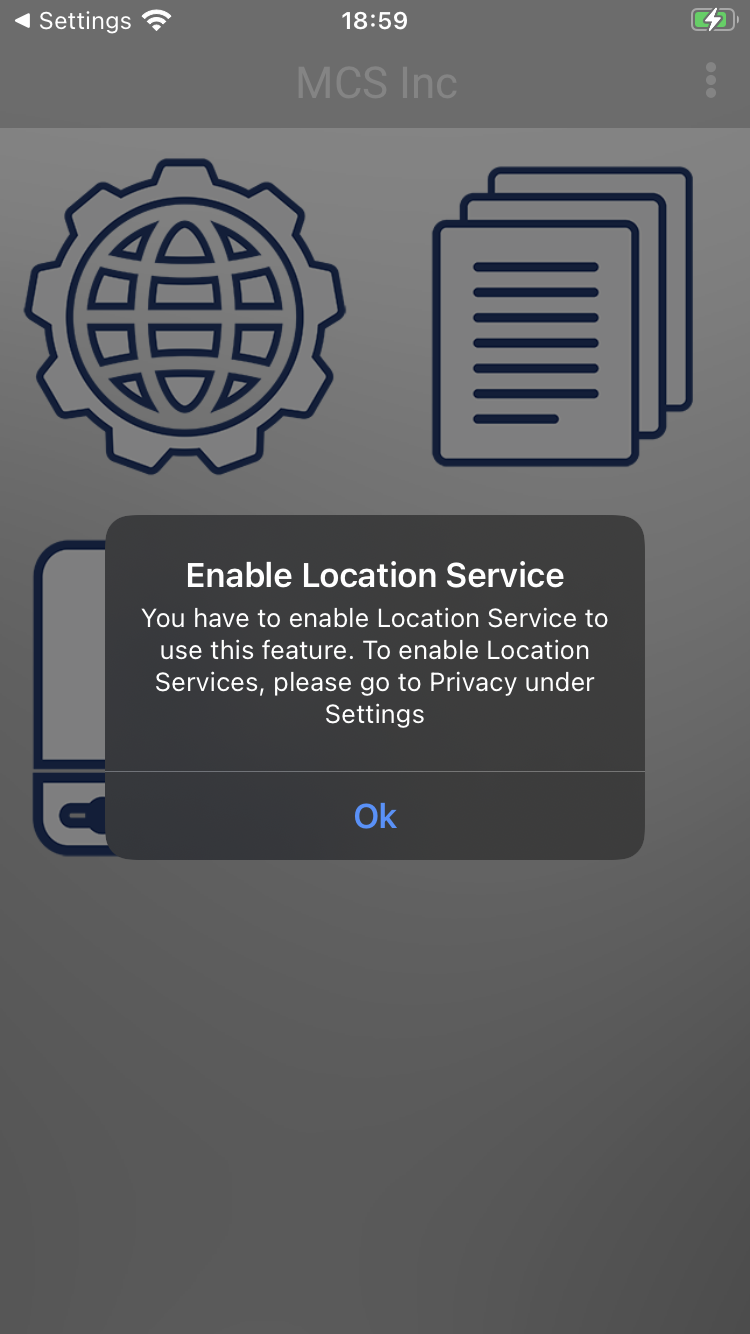 Settings
18:59
MCS Inc
Enable Location Service
You have to enable Location Service to
use this feature. To enable Location
Services, please go to Privacy under
Settings
Ok